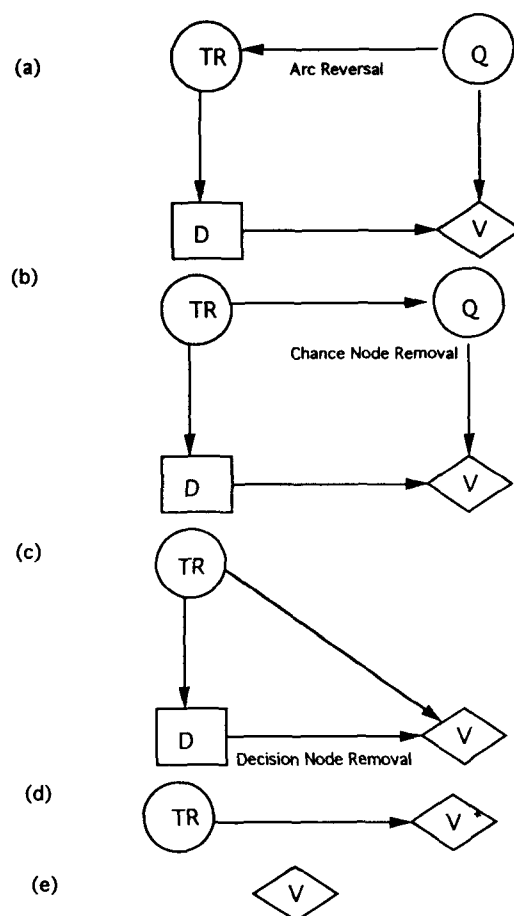 (a)
TR
Q
Arc Reversal
D
V
(b)
TR
Q
Chance Node Removal
D
V
(c)
TR
D
V
Decision Node Removal
(d)
TR
V*
(e)
V